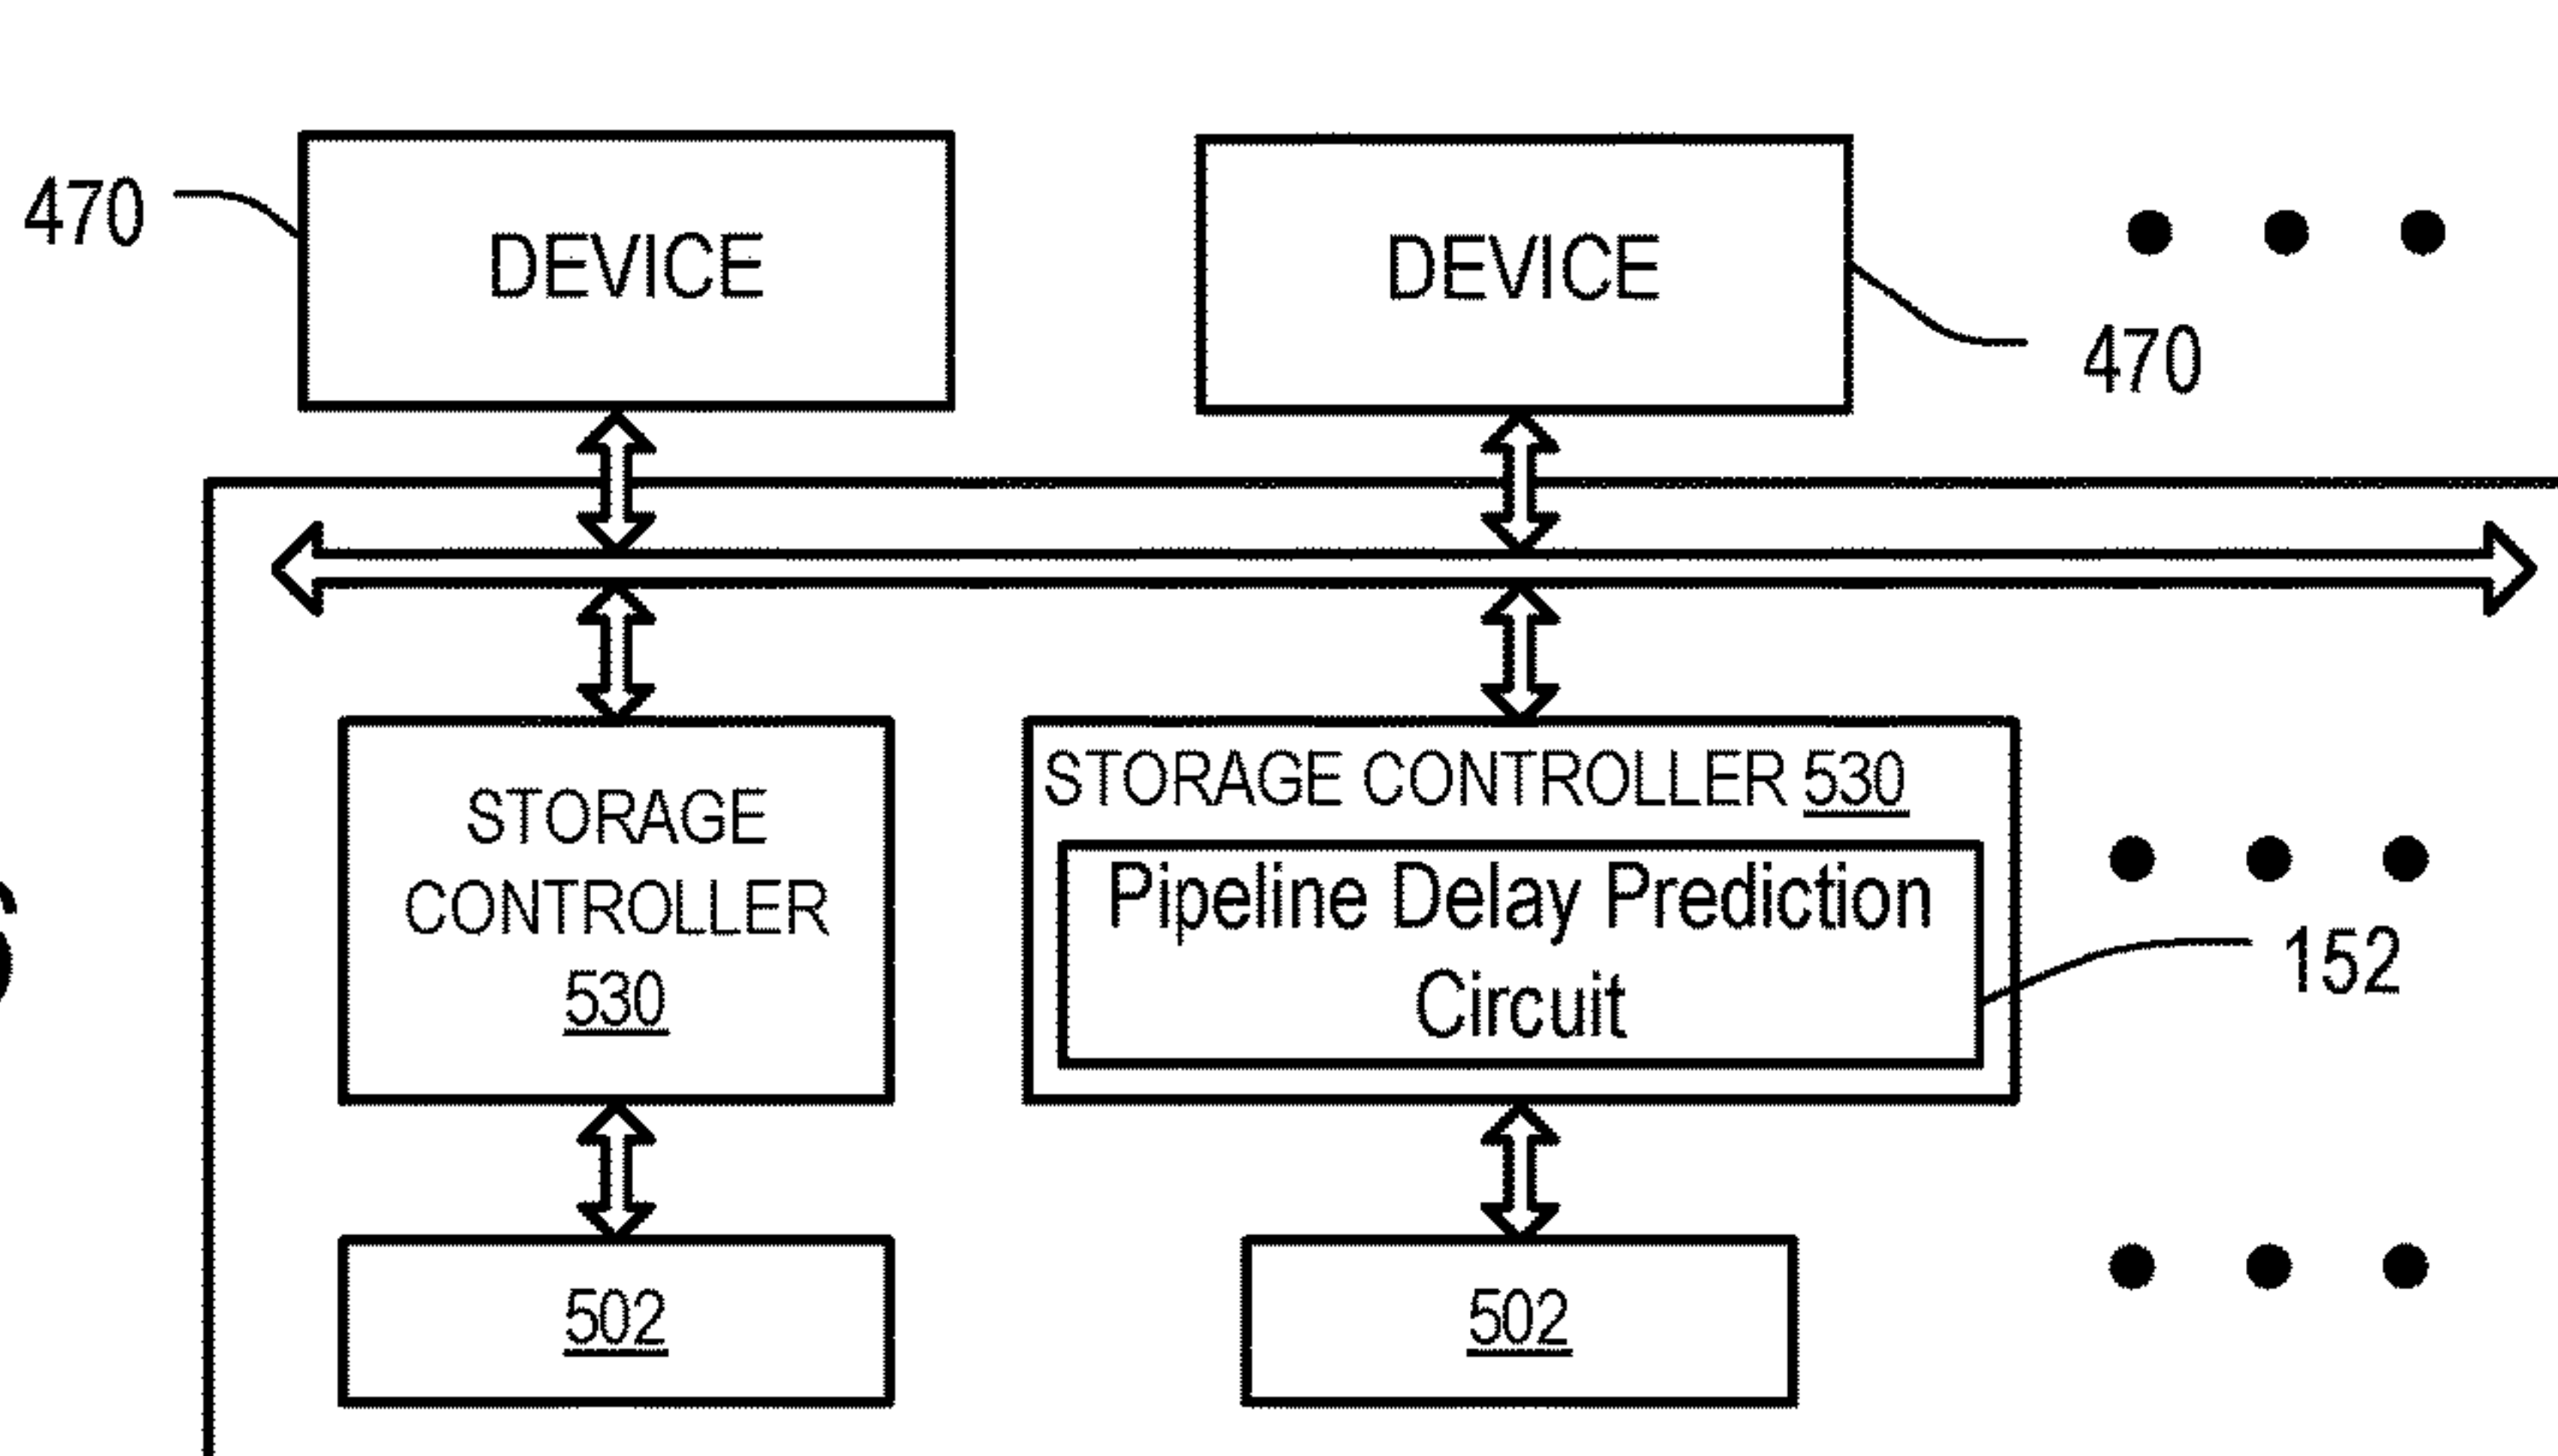 470
DEVICE
DEVICE
470
STORAGE
CONTROLLER
530
STORAGE CONTROLLER 530
Pipeline Delay Prediction
Circuit
152
502
502